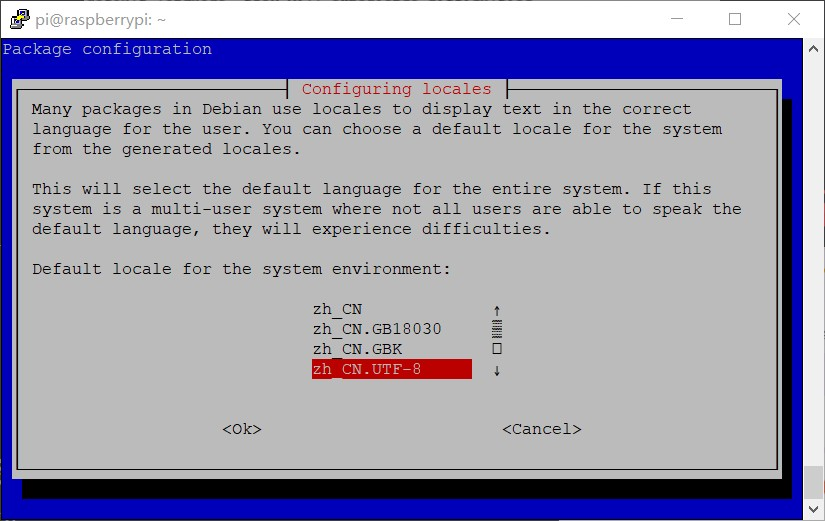 pi@raspberrypi: ~
Package configuration
Configuring locales
Many packages in Debian use locales to display text in the correct
language for the user. You can choose a default locale for the system
from the generated locales.
This will select the default language for the entire system. If this
system is a multi-user system where not all users are able to speak the
default language, they will experience difficulties.
Default locale for the system environment:
zh_CN
zh_CN.GB18030
zh_CN.GBK
zh_CN.UTF-8
<Ok> <Cancel>